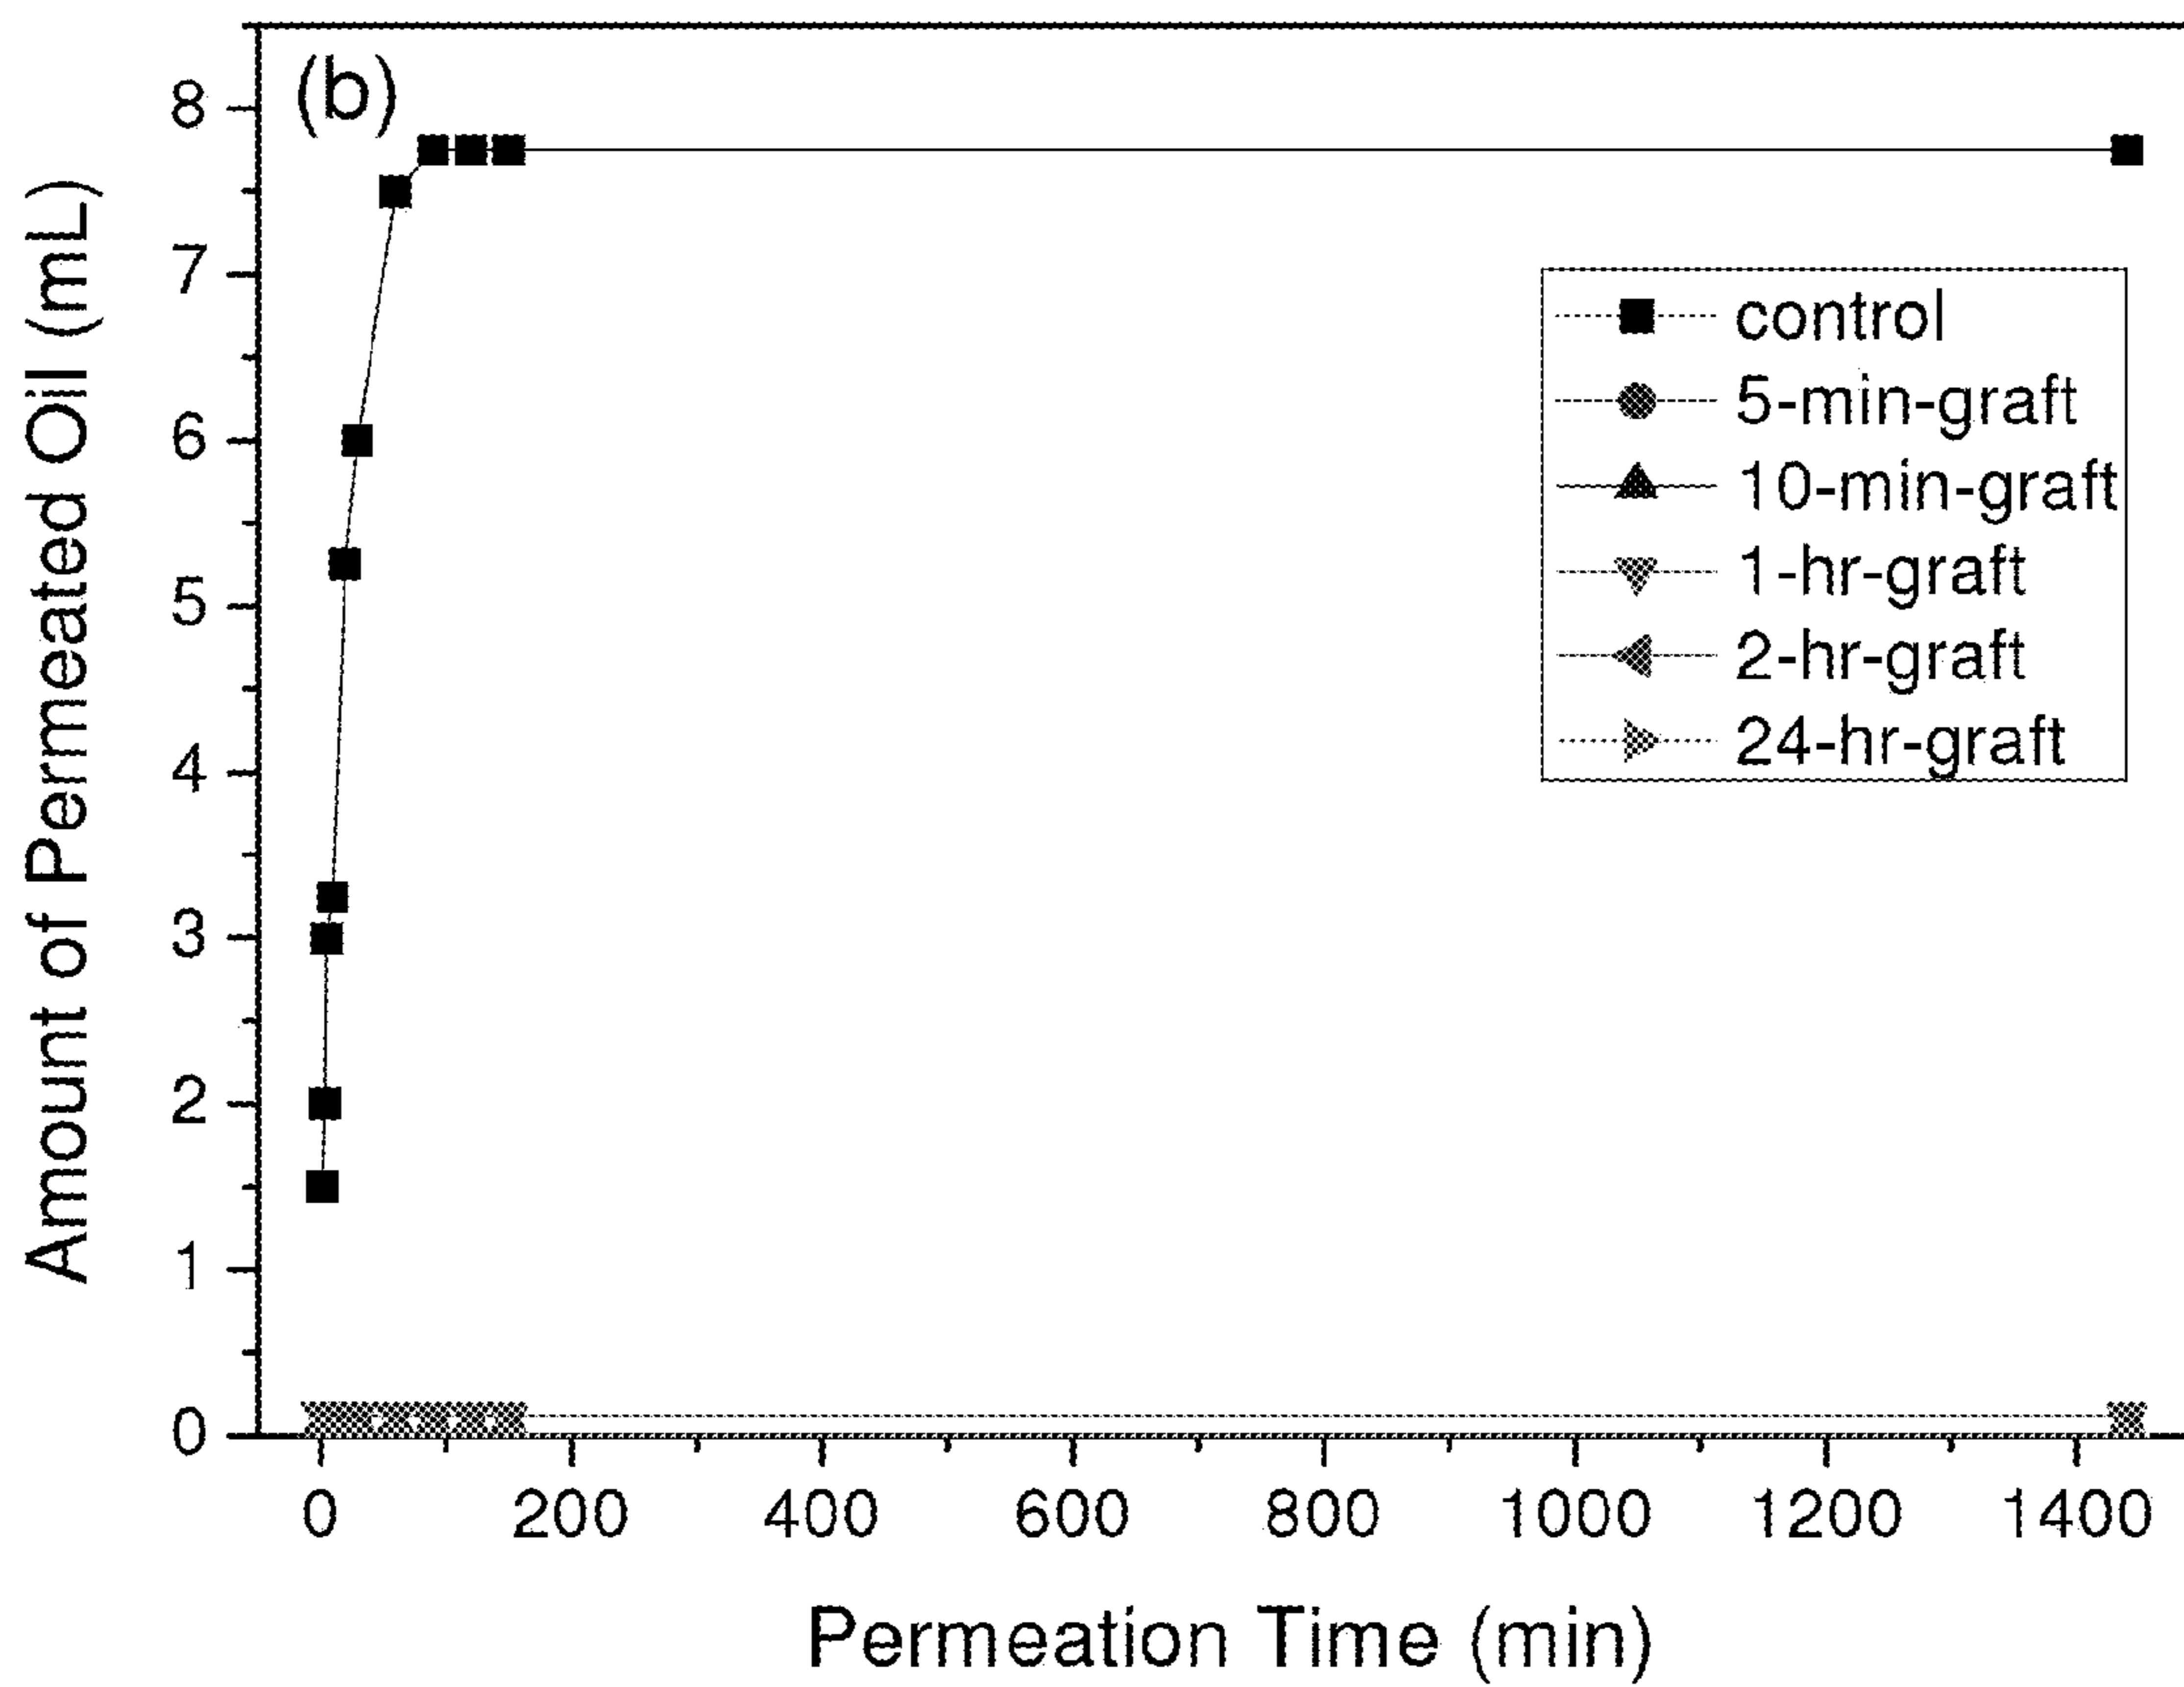 (b)
Amount of Permeated Oil (mL)
8
7
6
5
4
3
2
1
0
control
5-min-graft
10-min-graft
1-hr-graft
2-hr-graft
24-hr-graft
0 200 400 600 800 1000 1200 1400
Permeation Time (min)